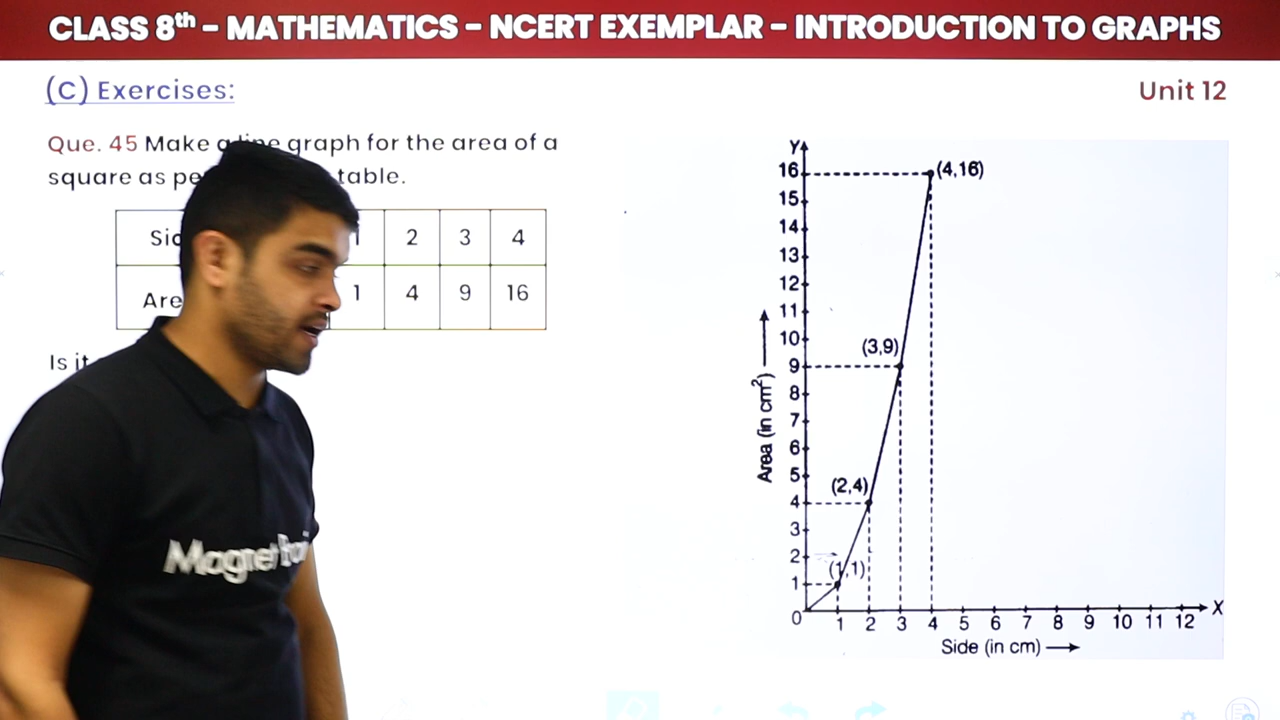 CLASS 8th – MATHEMATICS – NCERT EXEMPLAR – INTRODUCTION TO GRAPHS
(C) Exercises:
Unit 12
Que. 45 Make a line graph for the area of a
square as table.
1 2 3 4
1 4 9 16
Is it
Magnet Brai
Y
16
15
14
13
12
11
10
9
8
7
6
5
4
3
2
1
0
(4,16)
(3,9)
(2,4)
(1,1)
Area (in cm²)
1 2 3 4 5 6 7 8 9 10 11 12
X
Side (in cm)